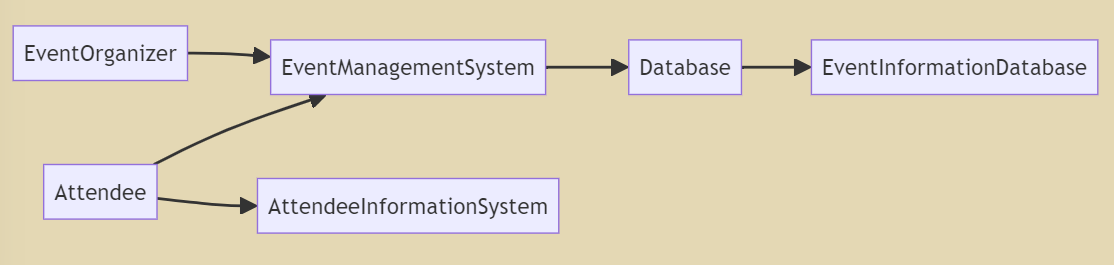 EventOrganizer
EventManagementSystem
Database
EventInformationDatabase
Attendee
AttendeeInformationSystem